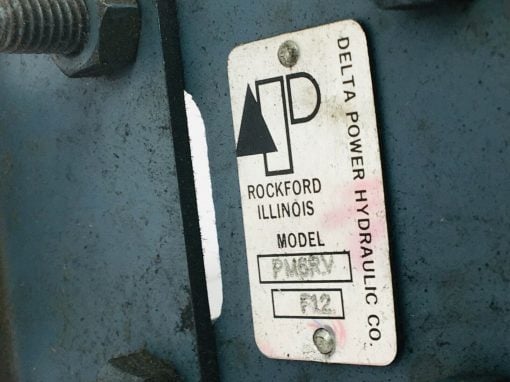 DELTA POWER HYDRAULIC CO.
ROCKFORD
ILLINOIS
MODEL
PM6RV
F12